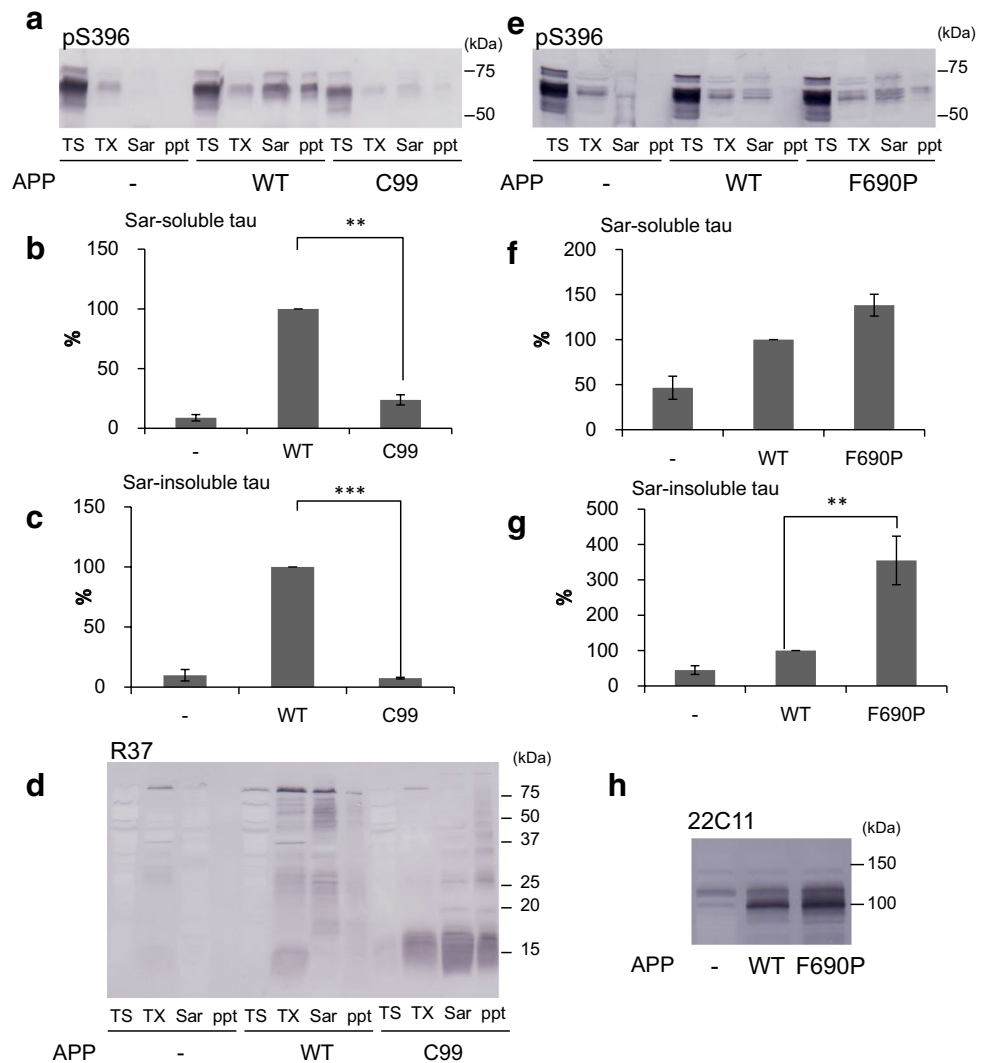 a
pS396
(kDa)
–75
–50
TS TX Sar ppt TS TX Sar ppt TS TX Sar ppt
APP - WT C99
b
Sar-soluble tau
**
150
100
50
0
%
- WT C99
c
Sar-insoluble tau
***
150
100
50
0
%
- WT C99
d
R37
(kDa)
75
50
37
25
20
15
TS TX Sar ppt TS TX Sar ppt TS TX Sar ppt
APP - WT C99
e
pS396
(kDa)
–75
–50
TS TX Sar ppt TS TX Sar ppt TS TX Sar ppt
APP - WT F690P
f
Sar-soluble tau
200
150
100
50
0
%
- WT F690P
g
Sar-insoluble tau
**
500
400
300
200
100
0
%
- WT F690P
h
22C11
(kDa)
150
100
APP - WT F690P